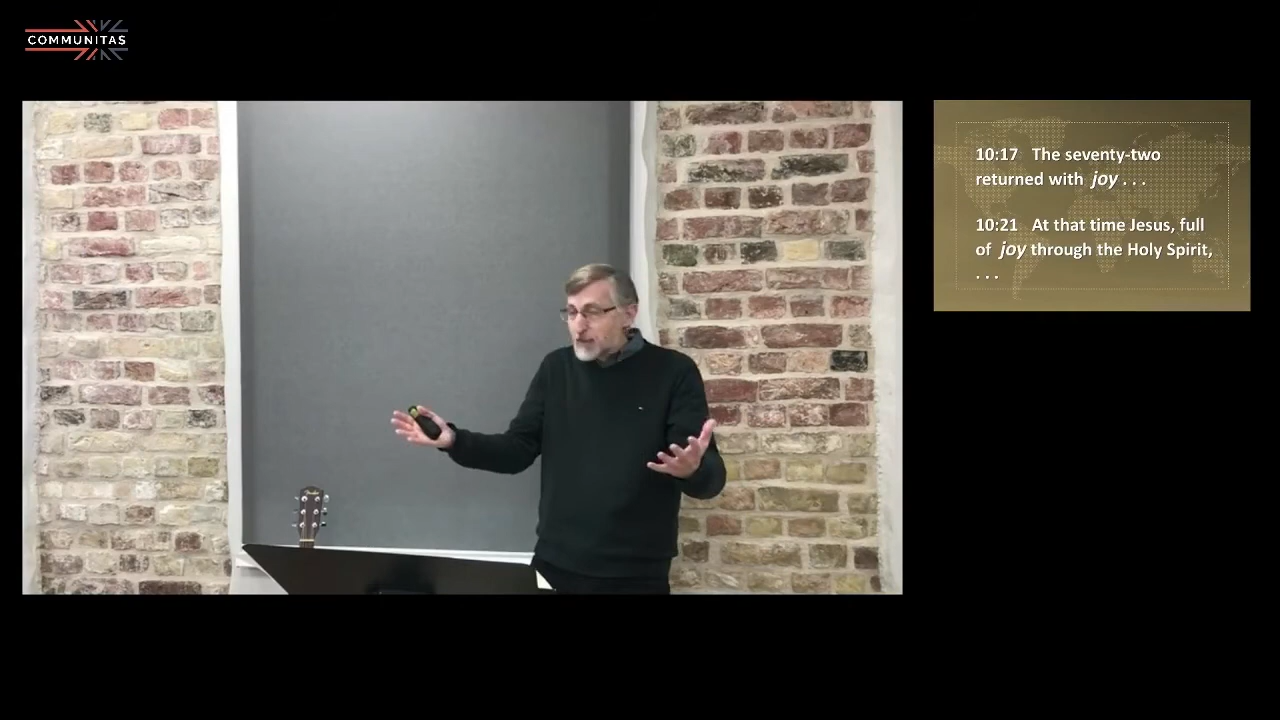 COMMUNITAS
10:17 The seventy-two
returned with joy . . .
10:21 At that time Jesus, full
of joy through the Holy Spirit,
. . .
Fender